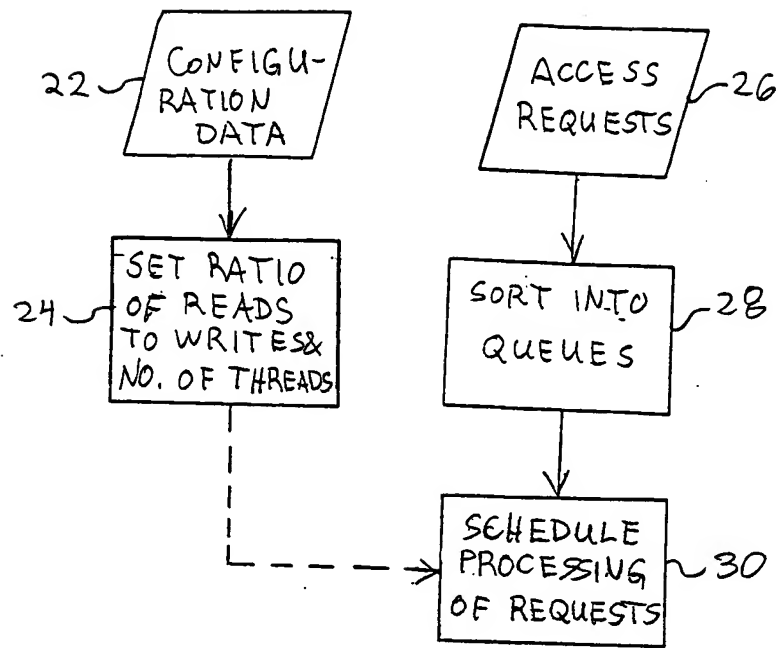 CONFIGU-
RATION
DATA
22
ACCESS
REQUESTS
26
SET RATIO
OF READS
TO WRITES&
NO. OF THREADS
24
SORT INTO
QUEUES
28
SCHEDULE
PROCESSING
OF REQUESTS
30